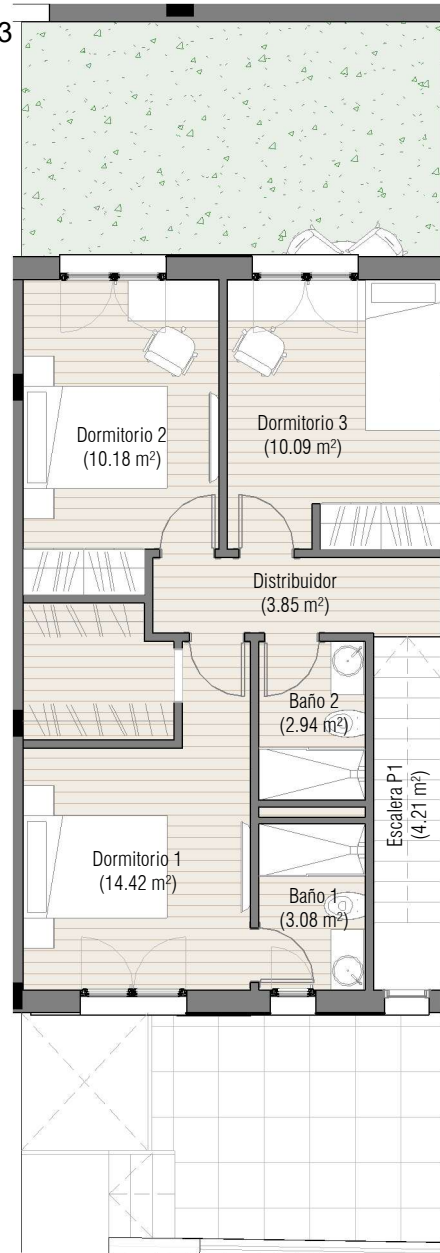 3
Dormitorio 2
(10.18 m²)
Dormitorio 3
(10.09 m²)
Distribuidor
(3.85 m²)
Baño 2
(2.94 m²)
Escalera P1
(4.21 m²)
Dormitorio 1
(14.42 m²)
Baño 1
(3.08 m²)